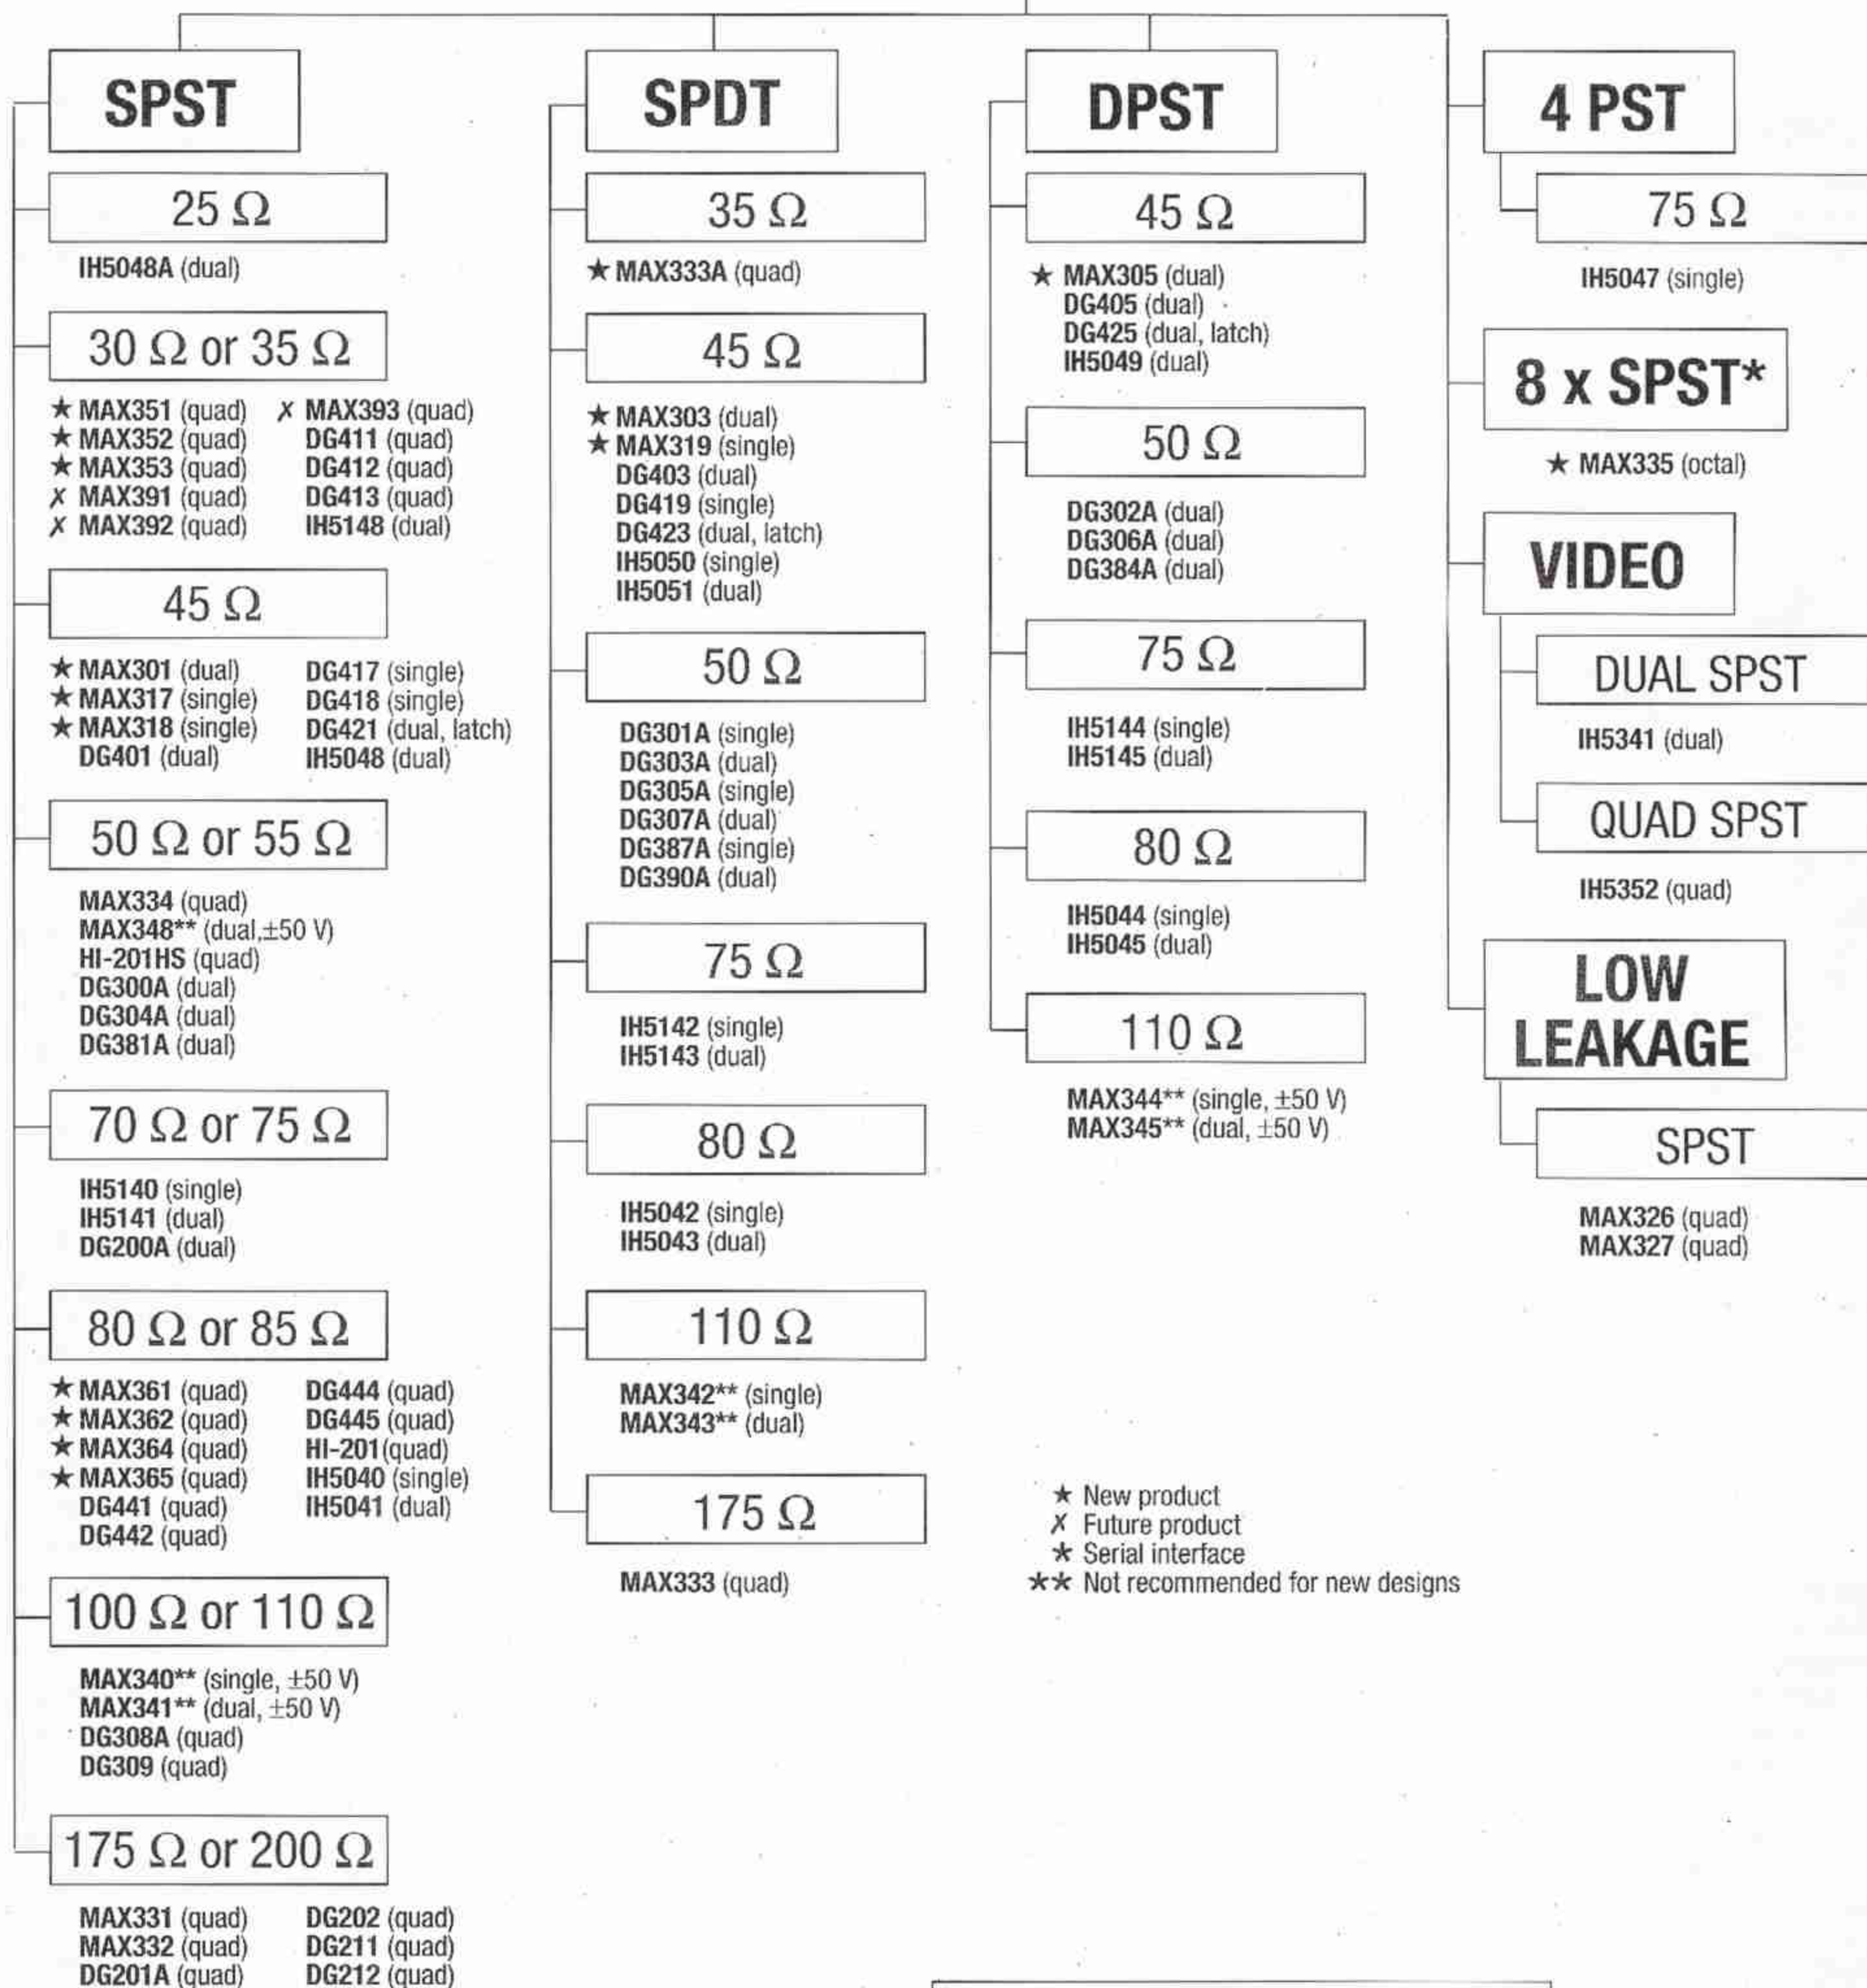 SPST
25 Ω
IH5048A (dual)
30 Ω or 35 Ω
★ MAX351 (quad)
★ MAX352 (quad)
★ MAX353 (quad)
✗ MAX391 (quad)
✗ MAX392 (quad)
✗ MAX393 (quad)
DG411 (quad)
DG412 (quad)
DG413 (quad)
IH5148 (dual)
45 Ω
★ MAX301 (dual)
★ MAX317 (single)
★ MAX318 (single)
DG401 (dual)
DG417 (single)
DG418 (single)
DG421 (dual, latch)
IH5048 (dual)
50 Ω or 55 Ω
MAX334 (quad)
MAX348** (dual,±50 V)
HI-201HS (quad)
DG300A (dual)
DG304A (dual)
DG381A (dual)
70 Ω or 75 Ω
IH5140 (single)
IH5141 (dual)
DG200A (dual)
80 Ω or 85 Ω
★ MAX361 (quad)
★ MAX362 (quad)
★ MAX364 (quad)
★ MAX365 (quad)
DG441 (quad)
DG442 (quad)
DG444 (quad)
DG445 (quad)
HI-201(quad)
IH5040 (single)
IH5041 (dual)
100 Ω or 110 Ω
MAX340** (single, ±50 V)
MAX341** (dual, ±50 V)
DG308A (quad)
DG309 (quad)
175 Ω or 200 Ω
MAX331 (quad)
MAX332 (quad)
DG201A (quad)
DG202 (quad)
DG211 (quad)
DG212 (quad)
SPDT
35 Ω
★ MAX333A (quad)
45 Ω
★ MAX303 (dual)
★ MAX319 (single)
DG403 (dual)
DG419 (single)
DG423 (dual, latch)
IH5050 (single)
IH5051 (dual)
50 Ω
DG301A (single)
DG303A (dual)
DG305A (single)
DG307A (dual)
DG387A (single)
DG390A (dual)
75 Ω
IH5142 (single)
IH5143 (dual)
80 Ω
IH5042 (single)
IH5043 (dual)
110 Ω
MAX342** (single)
MAX343** (dual)
175 Ω
MAX333 (quad)
DPST
45 Ω
★ MAX305 (dual)
DG405 (dual)
DG425 (dual, latch)
IH5049 (dual)
50 Ω
DG302A (dual)
DG306A (dual)
DG384A (dual)
75 Ω
IH5144 (single)
IH5145 (dual)
80 Ω
IH5044 (single)
IH5045 (dual)
110 Ω
MAX344** (single, ±50 V)
MAX345** (dual, ±50 V)
4 PST
75 Ω
IH5047 (single)
8 x SPST*
★ MAX335 (octal)
VIDEO
DUAL SPST
IH5341 (dual)
QUAD SPST
IH5352 (quad)
LOW
LEAKAGE
SPST
MAX326 (quad)
MAX327 (quad)
★ New product
✗ Future product
* Serial interface
** Not recommended for new designs